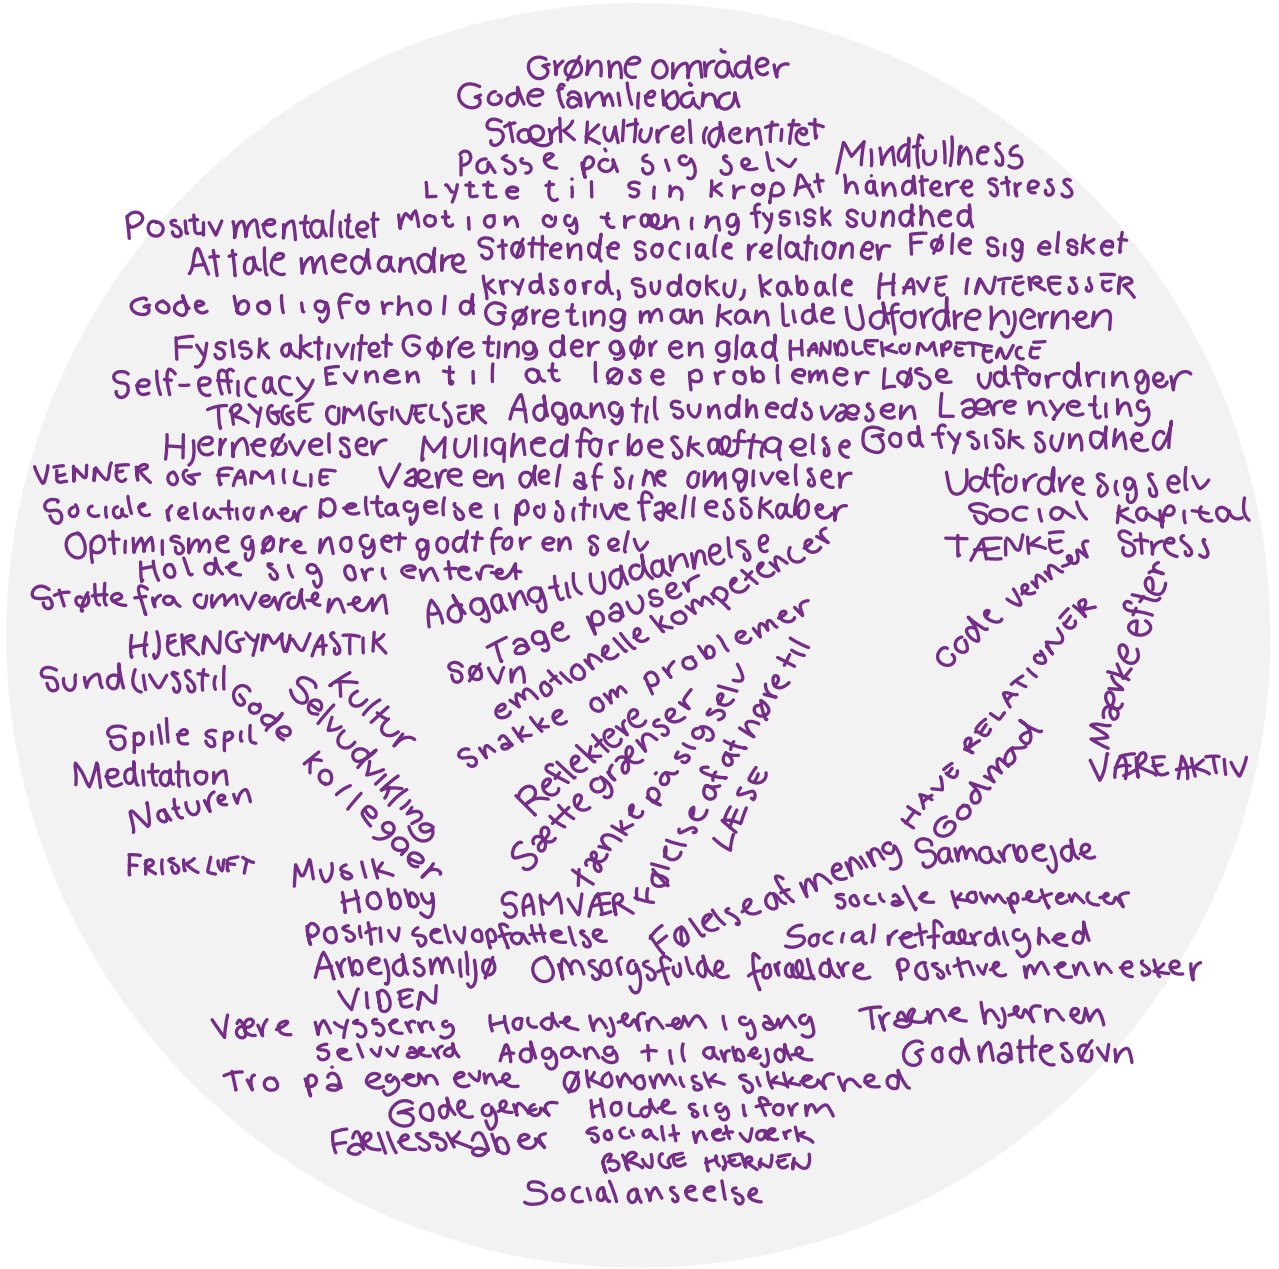 Grønne områder
Gode familiebånd
Stærk kulturel identitet
Passe på sig selv Mindfullness
Lytte til sin krop At håndtere stress
Positiv mentalitet Motion og træning fysisk sundhed
At tale med andre Støttende sociale relationer Føle sig elsket
krydsord, sudoku, kabale HAVE INTERESSER
Gode boligforhold Gøre ting man kan lide Udfordre hjernen
Fysisk aktivitet Gøre ting der gør en glad HANDLEKOMPETENCE
Self-efficacy Evnen til at løse problemer Løse udfordringer
TRYGGE OMGIVELSER Adgang til sundhedsvæsen Lære nye ting
Hjerneøvelser Mulighed for beskæftigelse God fysisk sundhed
VENNER OG FAMILIE Være en del af sine omgivelser Udfordre sig selv
Sociale relationer Deltagelse i positive fællesskaber Social kapital
Optimisme gøre noget godt for en selv TÆNKE Stress
Holde sig orienteret
Støtte fra omverdenen
Adgang til uddannelse
Tage pauser
Søvn
emotionelle kompetencer
Snakke om problemer
Gode venner
HAVE RELATIONER
Mærke efter
HJERNGYMNASTIK
Sund livsstil
Kultur
Selvudvikling
Gode kollegaer
Spille spil
Meditation
Naturen
Reflektere
Sætte grænser
tænke på sig selv
Følelse af at høre til
LÆSE
God mad
VÆRE AKTIV
FRISK LUFT
Musik
Hobby
SAMVÆR
Følelse af mening
Samarbejde
sociale kompetencer
Positiv selvopfattelse Social retfærdighed
Arbejdsmiljø Omsorgsfulde forældre Positive mennesker
VIDEN
Være nysgerrig Holde hjernen i gang Træne hjernen
Selvværd Adgang til arbejde God nattesøvn
Tro på egen evne Økonomisk sikkerhed
Gode gener Holde sig i form
Fællesskaber socialt netværk
BRUGE HJERNEN
Social anseelse